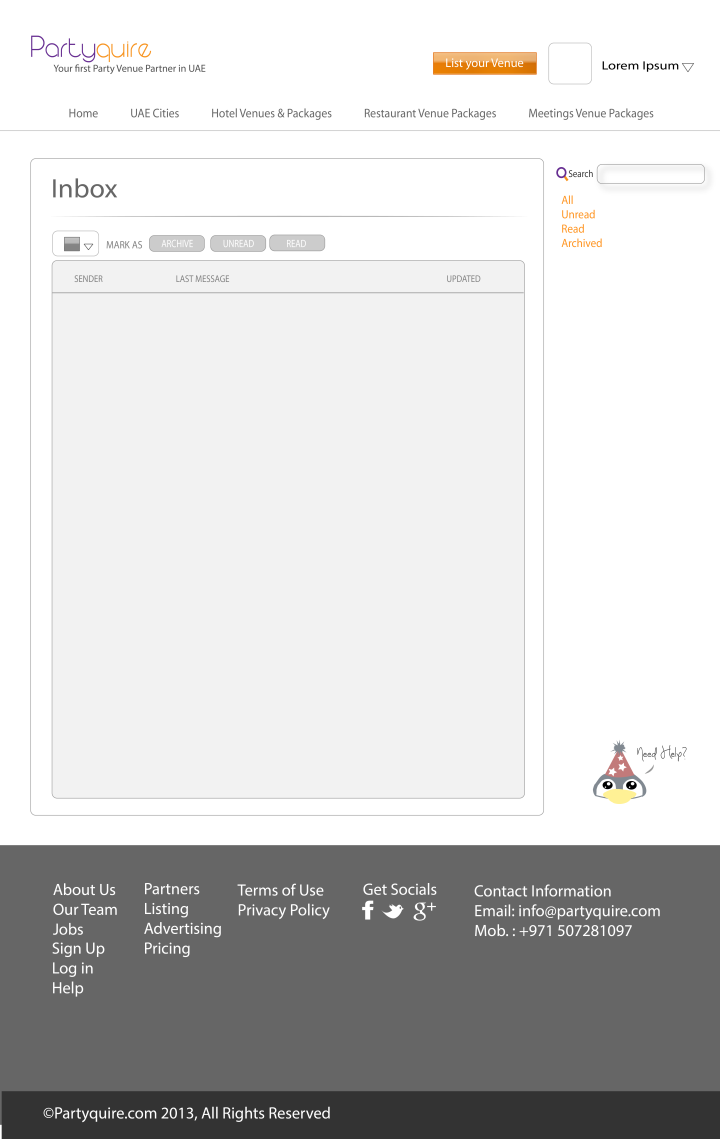 Partyquire
Your first Party Venue Partner in UAE
List your Venue
Lorem Ipsum
Home UAE Cities Hotel Venues & Packages Restaurant Venue Packages Meetings Venue Packages
Inbox
Search
All
Unread
Read
Archived
MARK AS ARCHIVE UNREAD READ
SENDER LAST MESSAGE UPDATED
Need Help?
About Us
Our Team
Jobs
Sign Up
Log in
Help
Partners
Listing
Advertising
Pricing
Terms of Use
Privacy Policy
Get Socials
f g+
Contact Information
Email: info@partyquire.com
Mob. : +971 507281097
©Partyquire.com 2013, All Rights Reserved